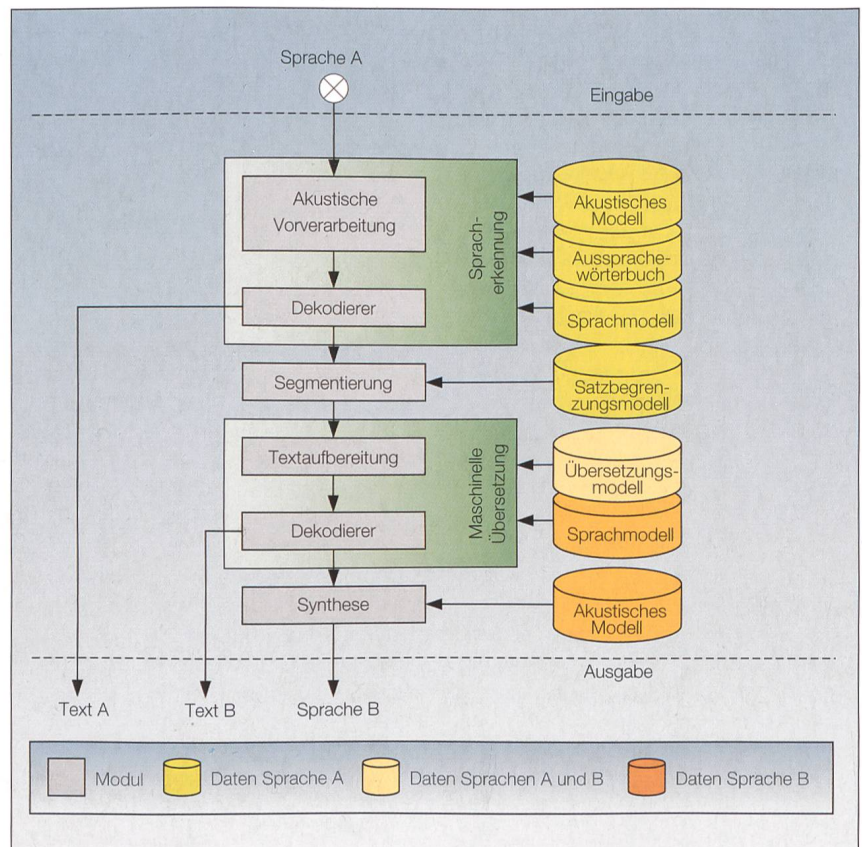 Sprache A
Eingabe
Akustische
Vorverarbeitung
Dekodierer
Sprach-
erkennung
Akustisches
Modell
Aussprache-
wörterbuch
Sprachmodell
Segmentierung
Satzbegren-
zungsmodell
Textaufbereitung
Dekodierer
Maschinelle
Übersetzung
Übersetzungs-
modell
Sprachmodell
Synthese
Akustisches
Modell
Ausgabe
Text A
Text B
Sprache B
Modul
Daten Sprache A
Daten Sprachen A und B
Daten Sprache B